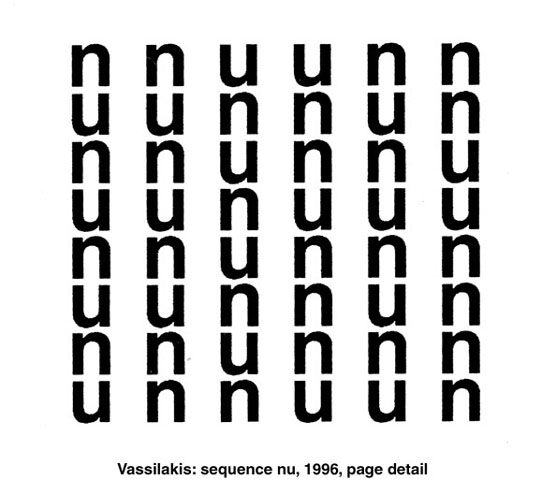 n n u u n n
u u n n u n
n n u n n u
u u n u u u
n n u n n n
u u n n u n
n n u n n n
u n n u u n
Vassilakis: sequence nu, 1996, page detail